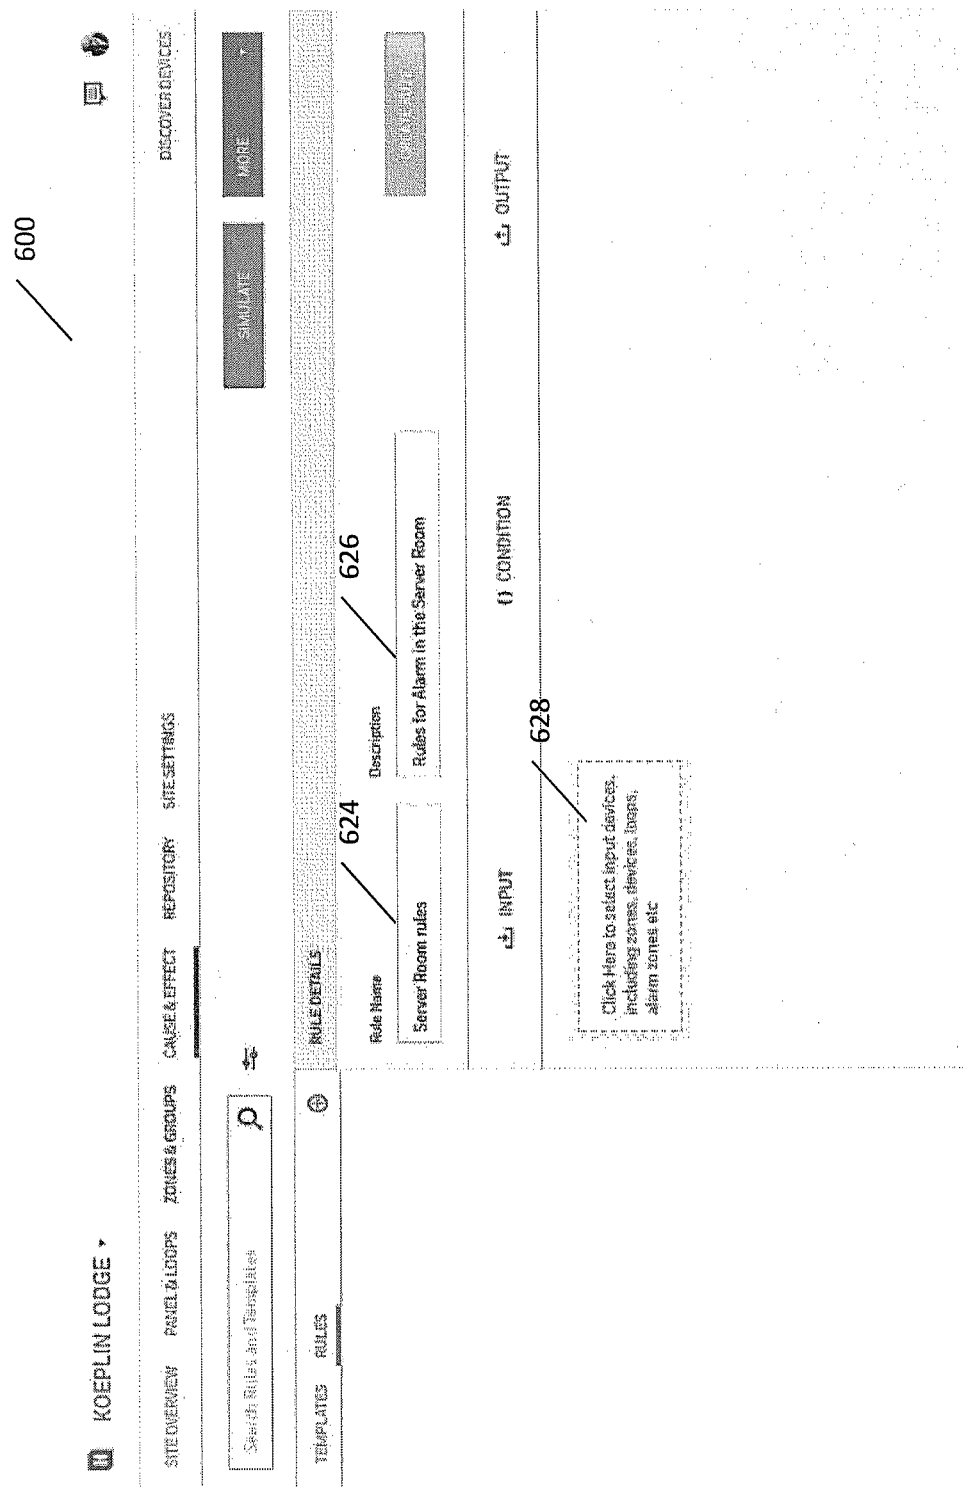 600
KOEPLIN LODGE
SITE OVERVIEW PANEL & LOOPS ZONES & GROUPS CAUSE & EFFECT REPOSITORY SITE SETTINGS DISCOVER DEVICES
Search Rules and Templates
SIMULATE MORE
TEMPLATES RULES
RULE DETAILS
624
626
Rule Name Description
Server Room rules Rules for Alarm in the Server Room
INPUT {} CONDITION OUTPUT
628
Click Here to select input devices,
including zones, devices, loops,
alarm zones etc